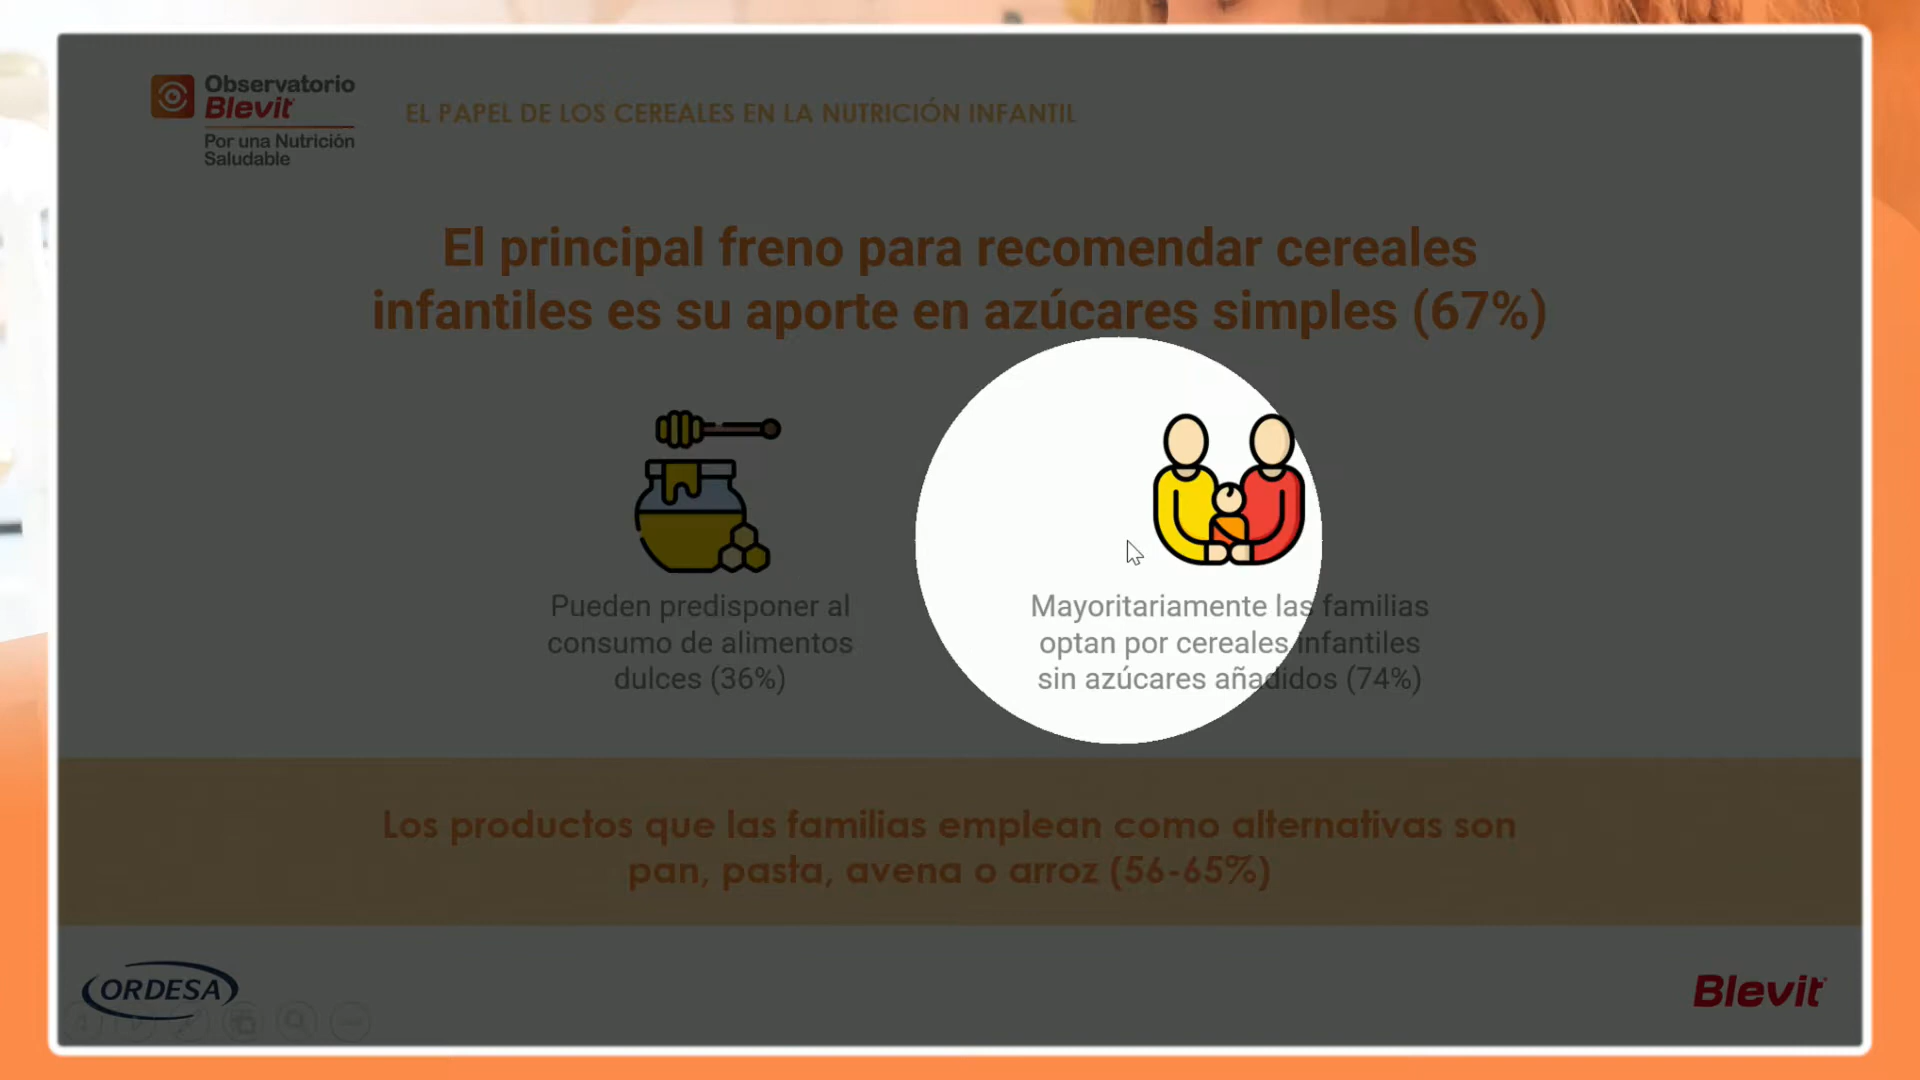 Observatorio
Blevit
Por una Nutrición
Saludable
EL PAPEL DE LOS CEREALES EN LA NUTRICIÓN INFANTIL
El principal freno para recomendar cereales
infantiles es su aporte en azúcares simples (67%)
Pueden predisponer al
consumo de alimentos
dulces (36%)
Mayoritariamente las familias
optan por cereales infantiles
sin azúcares añadidos (74%)
Los productos que las familias emplean como alternativas son
pan, pasta, avena o arroz (56-65%)
ORDESA
Blevit